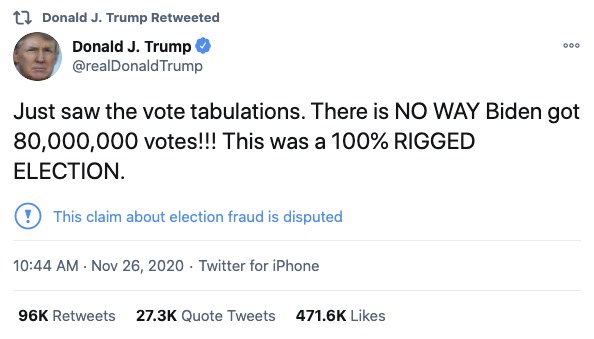 Donald J. Trump Retweeted
Donald J. Trump
@realDonaldTrump
Just saw the vote tabulations. There is NO WAY Biden got
80,000,000 votes!!! This was a 100% RIGGED
ELECTION.
This claim about election fraud is disputed
10:44 AM · Nov 26, 2020 · Twitter for iPhone
96K Retweets 27.3K Quote Tweets 471.6K Likes